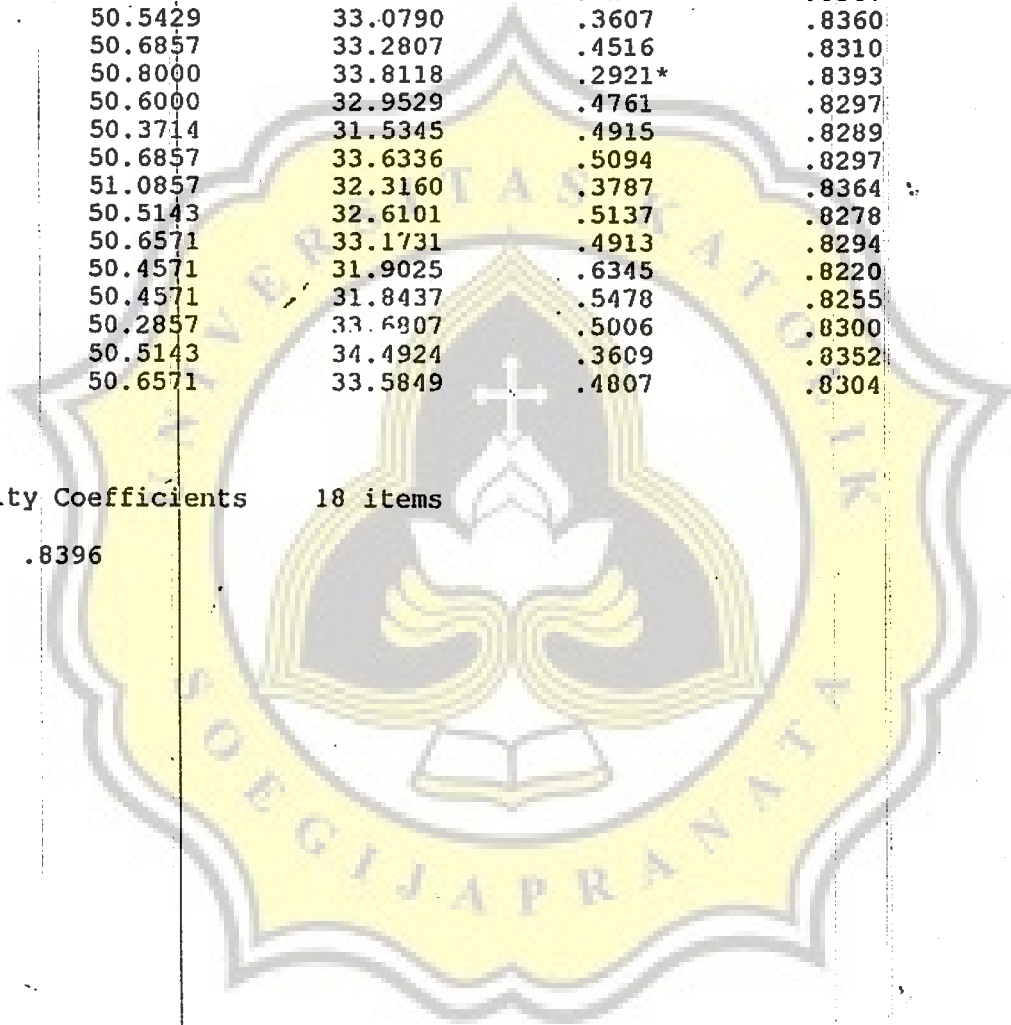 50.5429 33.0790 .3607 .8360
50.6857 33.2807 .4516 .8310
50.8000 33.8118 .2921* .8393
50.6000 32.9529 .4761 .8297
50.3714 31.5345 .4915 .8289
50.6857 33.6336 .5094 .8297
51.0857 32.3160 .3787 .8364
50.5143 32.6101 .5137 .8278
50.6571 33.1731 .4913 .8294
50.4571 31.9025 .6345 .8220
50.4571 31.8437 .5478 .8255
50.2857 33.6807 .5006 .8300
50.5143 34.4924 .3609 .8352
50.6571 33.5849 .4807 .8304
ity Coefficients 18 items
.8396
UNIVERSITAS KATOLIK
SOEGIJAPRANATA